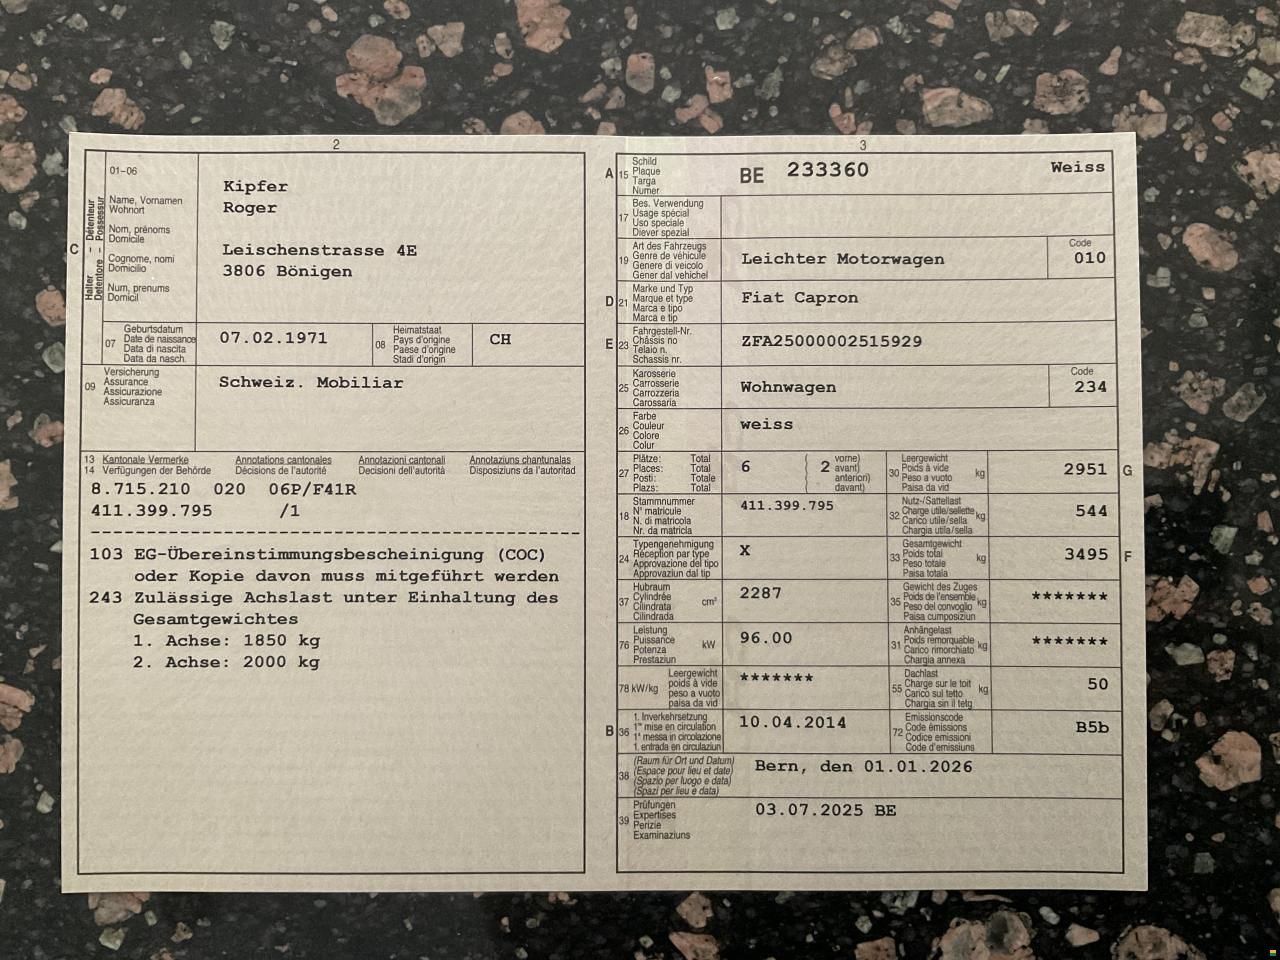 2
C
Halter - Détenteur
Detentore - Possessur
01-06
Name, Vornamen
Wohnort
Nom, prénoms
Domicile
Cognome, nomi
Domicilio
Num, prenums
Domicil
Kipfer
Roger
Leischenstrasse 4E
3806 Bönigen
07
Geburtsdatum
Date de naissance
Data di nascita
Data da nasch.
07.02.1971
08
Heimatstaat
Pays d'origine
Paese d'origine
Stadi d'origin
CH
09
Versicherung
Assurance
Assicurazione
Assicuranza
Schweiz. Mobiliar
13 Kantonale Vermerke Annotations cantonales Annotazioni cantonali Annotaziuns chantunalas
14 Verfügungen der Behörde Décisions de l'autorité Decisioni dell'autorità Disposiziuns da l'autoritad
8.715.210 020 06P/F41R
411.399.795 /1
103 EG-Übereinstimmungsbescheinigung (COC)
oder Kopie davon muss mitgeführt werden
243 Zulässige Achslast unter Einhaltung des
Gesamtgewichtes
1. Achse: 1850 kg
2. Achse: 2000 kg
3
A 15
Schild
Plaque
Targa
Numer
BE 233360 Weiss
17
Bes. Verwendung
Usage spécial
Uso speciale
Diever spezial
19
Art des Fahrzeugs
Genre de véhicule
Genere di veicolo
Gener dal vehichel
Leichter Motorwagen
Code
010
D 21
Marke und Typ
Marque et type
Marca e tipo
Marca e tip
Fiat Capron
E 23
Fahrgestell-Nr.
Châssis no
Telaio n.
Schassis nr.
ZFA25000002515929
25
Karosserie
Carrosserie
Carrozzeria
Carossaria
Wohnwagen
Code
234
26
Farbe
Couleur
Colore
Colur
weiss
27
Plätze: Total
Places: Total
Posti: Totale
Plazs: Total
6
( 2 vorne)
( avant)
( anterion)
( davant)
30
Leergewicht
Poids à vide
Peso a vuoto
Paisa da vid
kg
2951
G
18
Stammnummer
N° matricule
N. di matricola
Nr. da matricla
411.399.795
32
Nutz-/Sattellast
Charge utile/sellette
Carico utile/sella
Chargia utila/sella
kg
544
24
Typengenehmigung
Réception par type
Approvazione del tipo
Approvaziun dal tip
X
33
Gesamtgewicht
Poids total
Peso totale
Paisa totala
kg
3495
F
37
Hubraum
Cylindrée
Cilindrata
Cilindrada
cm³
2287
35
Gewicht des Zuges
Poids de l'ensemble
Peso del convoglio
Paisa cumposiziun
kg
*******
76
Leistung
Puissance
Potenza
Prestaziun
kW
96.00
31
Anhängelast
Poids remorquable
Carico rimorchiato
Chargia annexa
kg
*******
78 kW/kg
Leergewicht
poids à vide
peso a vuoto
paisa da vid
*******
55
Dachlast
Charge sur le toit
Carico sul tetto
Chargia sin il tetg
kg
50
B 36
1. Inverkehrsetzung
1re mise en circulation
1a messa in circolazione
1. entrada en circulaziun
10.04.2014
72
Emissionscode
Code émissions
Codice emissioni
Code d'emissiuns
B5b
38
(Raum für Ort und Datum)
(Espace pour lieu et date)
(Spazio per luogo e data)
(Spazi per lieu e data)
Bern, den 01.01.2026
39
Prüfungen
Expertises
Perizie
Examinaziuns
03.07.2025 BE